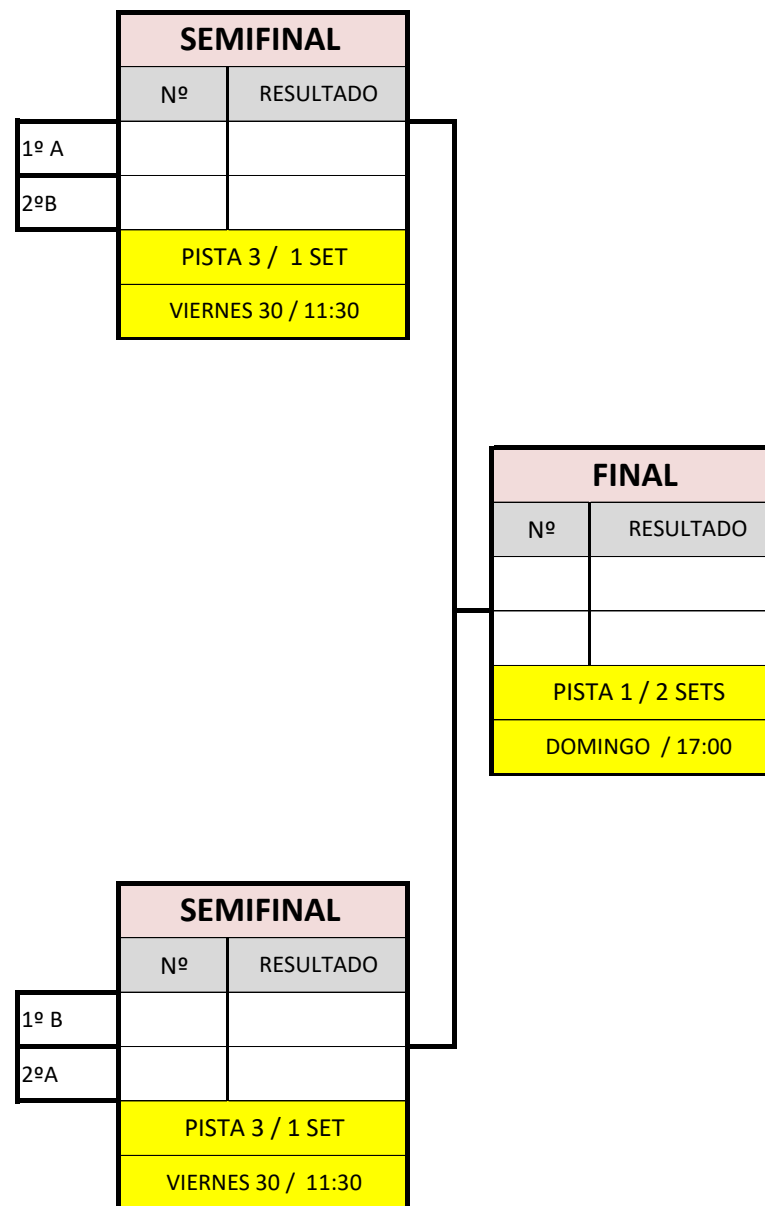 SEMIFINAL
Nº RESULTADO
1º A
2ºB
PISTA 3 / 1 SET
VIERNES 30 / 11:30
FINAL
Nº RESULTADO
PISTA 1 / 2 SETS
DOMINGO / 17:00
SEMIFINAL
Nº RESULTADO
1º B
2ºA
PISTA 3 / 1 SET
VIERNES 30 / 11:30